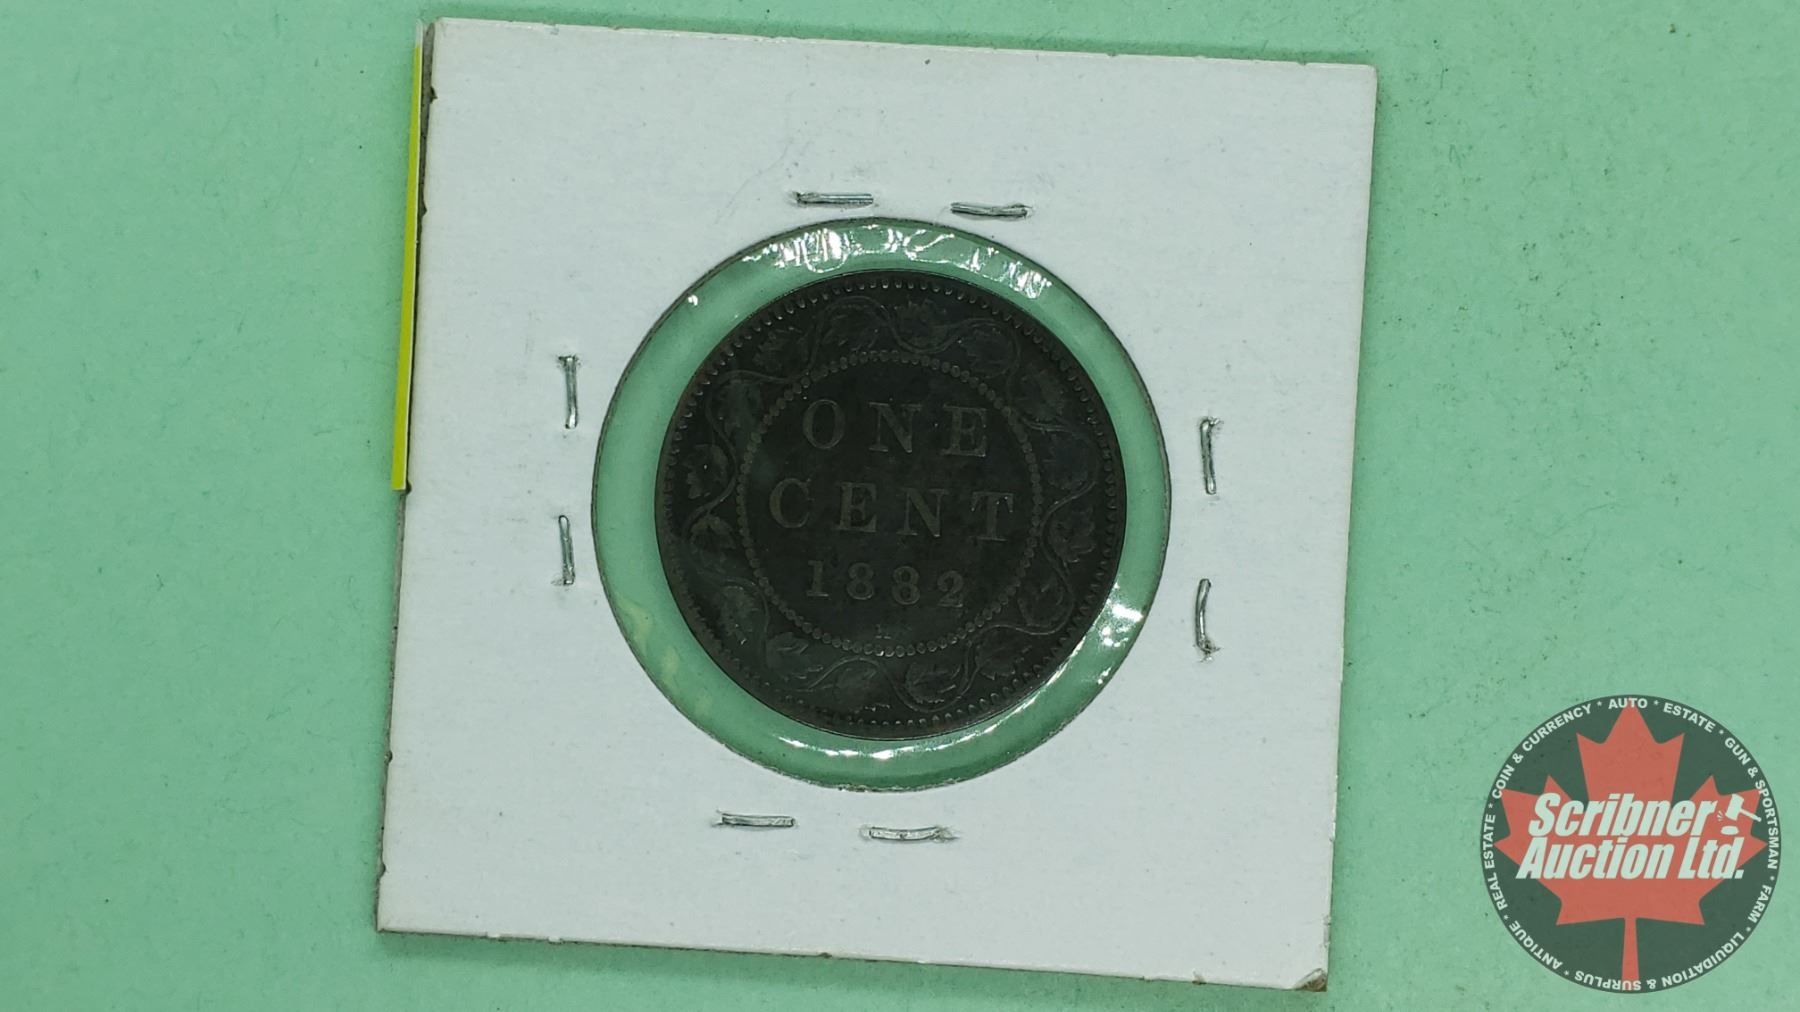 ONE
CENT
1882
H
Scribner
Auction Ltd.
* COIN & CURRENCY * AUTO * ESTATE * GUN & SPORTSMAN * FARM * LIQUIDATION & SURPLUS * ANTIQUE * REAL ESTATE